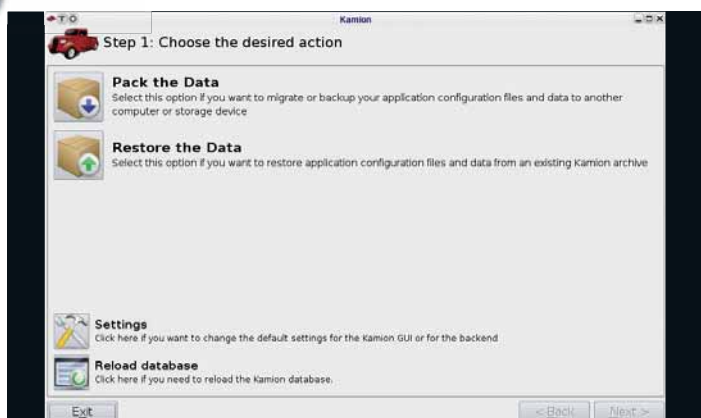 Kamion
Step 1: Choose the desired action
Pack the Data
Select this option if you want to migrate or backup your application configuration files and data to another
computer or storage device
Restore the Data
Select this option if you want to restore application configuration files and data from an existing Kamion archive
Settings
Click here if you want to change the default settings for the Kamion GUI or for the backend
Reload database
Click here if you need to reload the Kamion database.
Exit
< Back
Next >